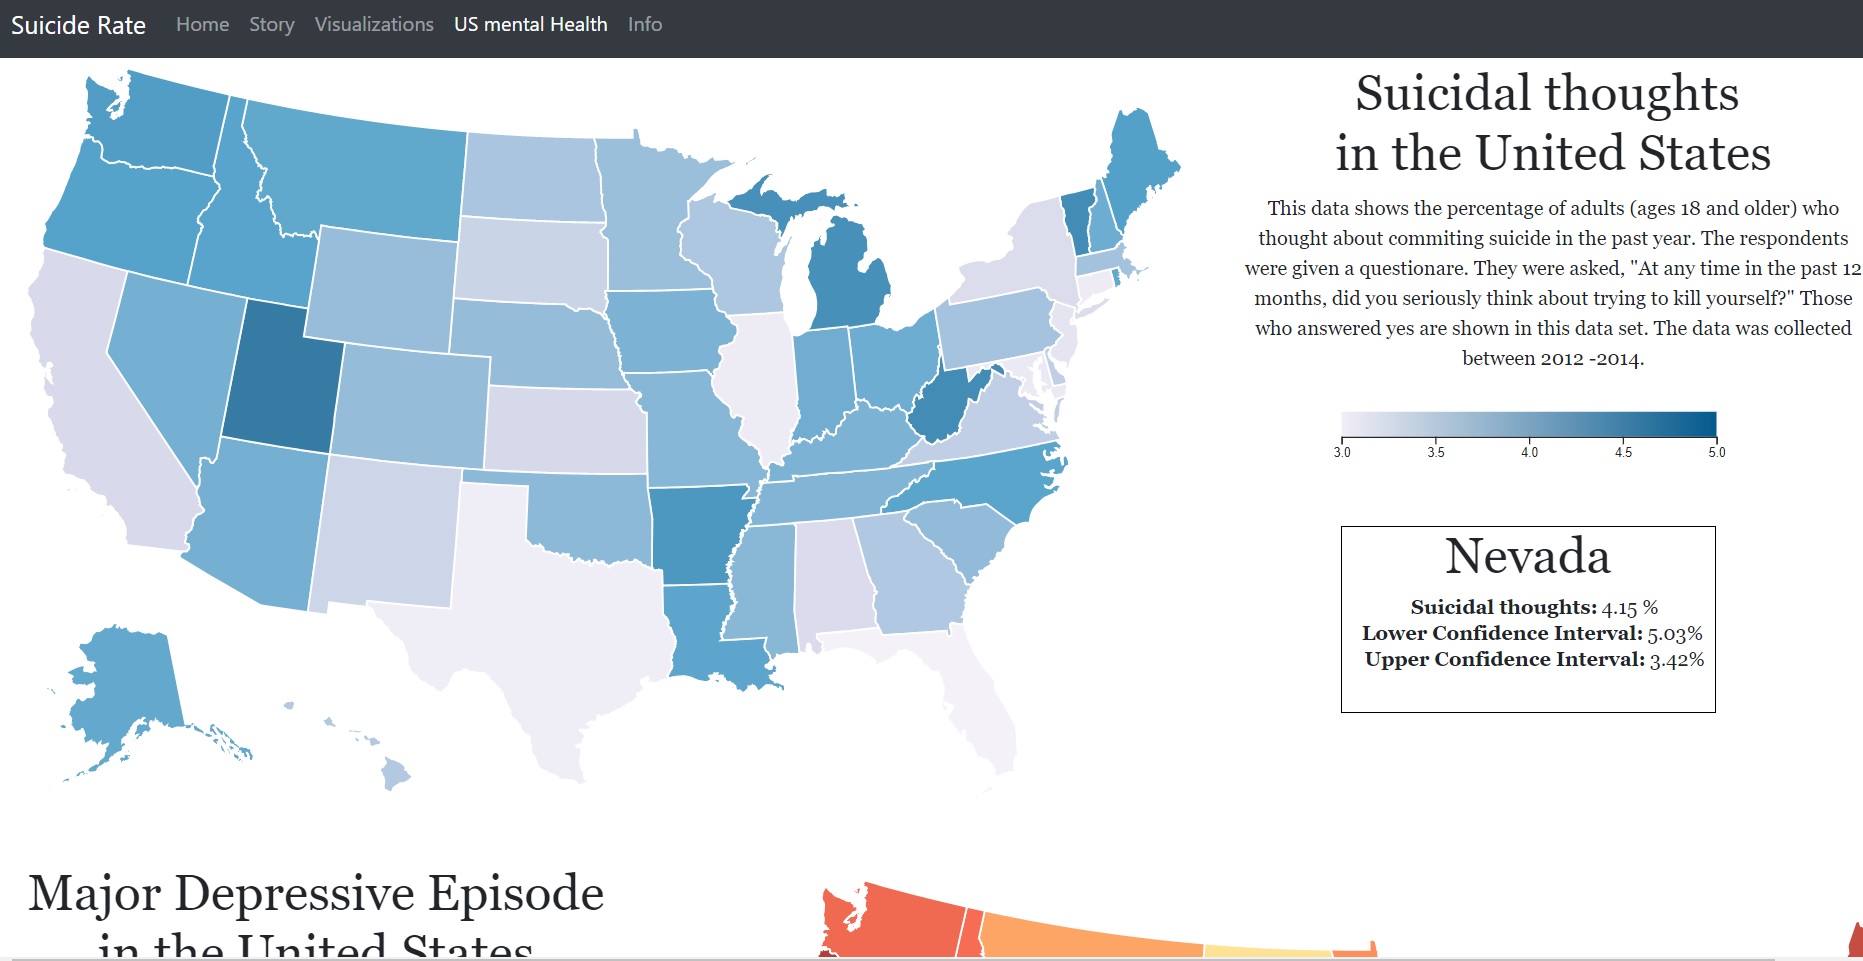 Suicide Rate Home Story Visualizations US mental Health Info
Suicidal thoughts
in the United States
This data shows the percentage of adults (ages 18 and older) who
thought about commiting suicide in the past year. The respondents
were given a questionare. They were asked, "At any time in the past 12
months, did you seriously think about trying to kill yourself?" Those
who answered yes are shown in this data set. The data was collected
between 2012 -2014.
3.0 3.5 4.0 4.5 5.0
Nevada
Suicidal thoughts: 4.15 %
Lower Confidence Interval: 5.03%
Upper Confidence Interval: 3.42%
Major Depressive Episode
in the United States